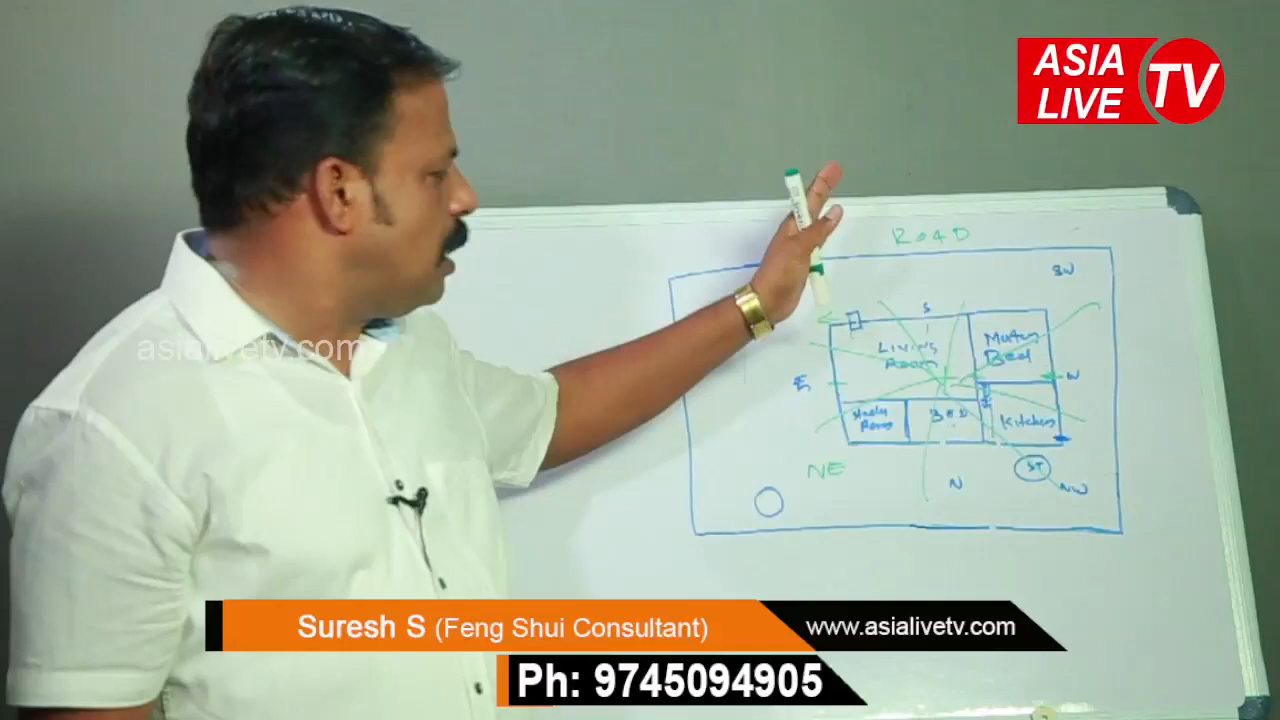 ASIA
LIVE
TV
ROAD
SW
S
Living
Room
Master
Bed
E
W
Study
Room
BED
Kitchen
NE
N
ST
NW
asialivetv.com
Suresh S (Feng Shui Consultant)
www.asialivetv.com
Ph: 9745094905